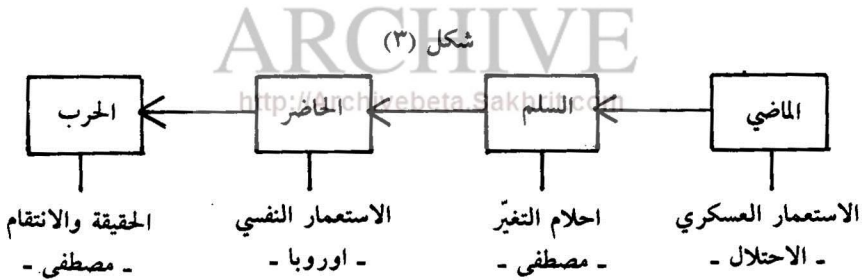 ARCHIVE
شكل (٣)
الماضي السلم الحاضر الحرب
http://Archivebeta.Sakhrit.com
الاستعمار العسكري احلام التغيّر الاستعمار النفسي الحقيقة والانتقام
ـ الاحتلال ـ ـ مصطفى ـ ـ اوروبا ـ ـ مصطفى ـ